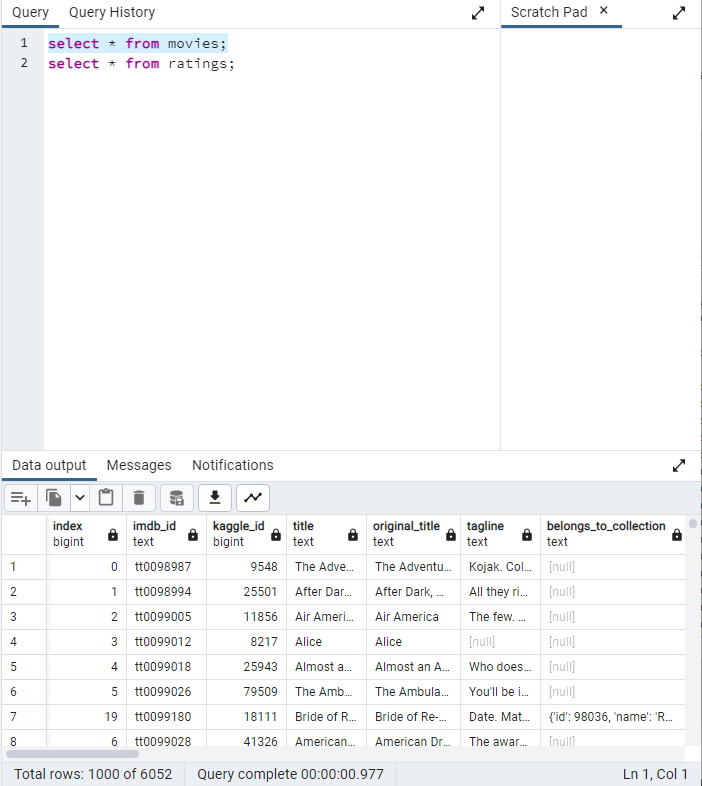 Query Query History Scratch Pad ×
1 select * from movies;
2 select * from ratings;
Data output Messages Notifications
index imdb_id kaggle_id title original_title tagline belongs_to_collection
bigint text bigint text text text text
1 0 tt0098987 9548 The Adve... The Adventu... Kojak. Col... [null]
2 1 tt0098994 25501 After Dar... After Dark, ... All they ri... [null]
3 2 tt0099005 11856 Air Ameri... Air America The few. ... [null]
4 3 tt0099012 8217 Alice Alice [null] [null]
5 4 tt0099018 25943 Almost a... Almost an A... Who does... [null]
6 5 tt0099026 79509 The Amb... The Ambula... You'll be i... [null]
7 19 tt0099180 18111 Bride of R... Bride of Re-... Date. Mat... {'id': 98036, 'name': 'R...
8 6 tt0099028 41326 American... American Dr... The awar... [null]
Total rows: 1000 of 6052 Query complete 00:00:00.977 Ln 1, Col 1